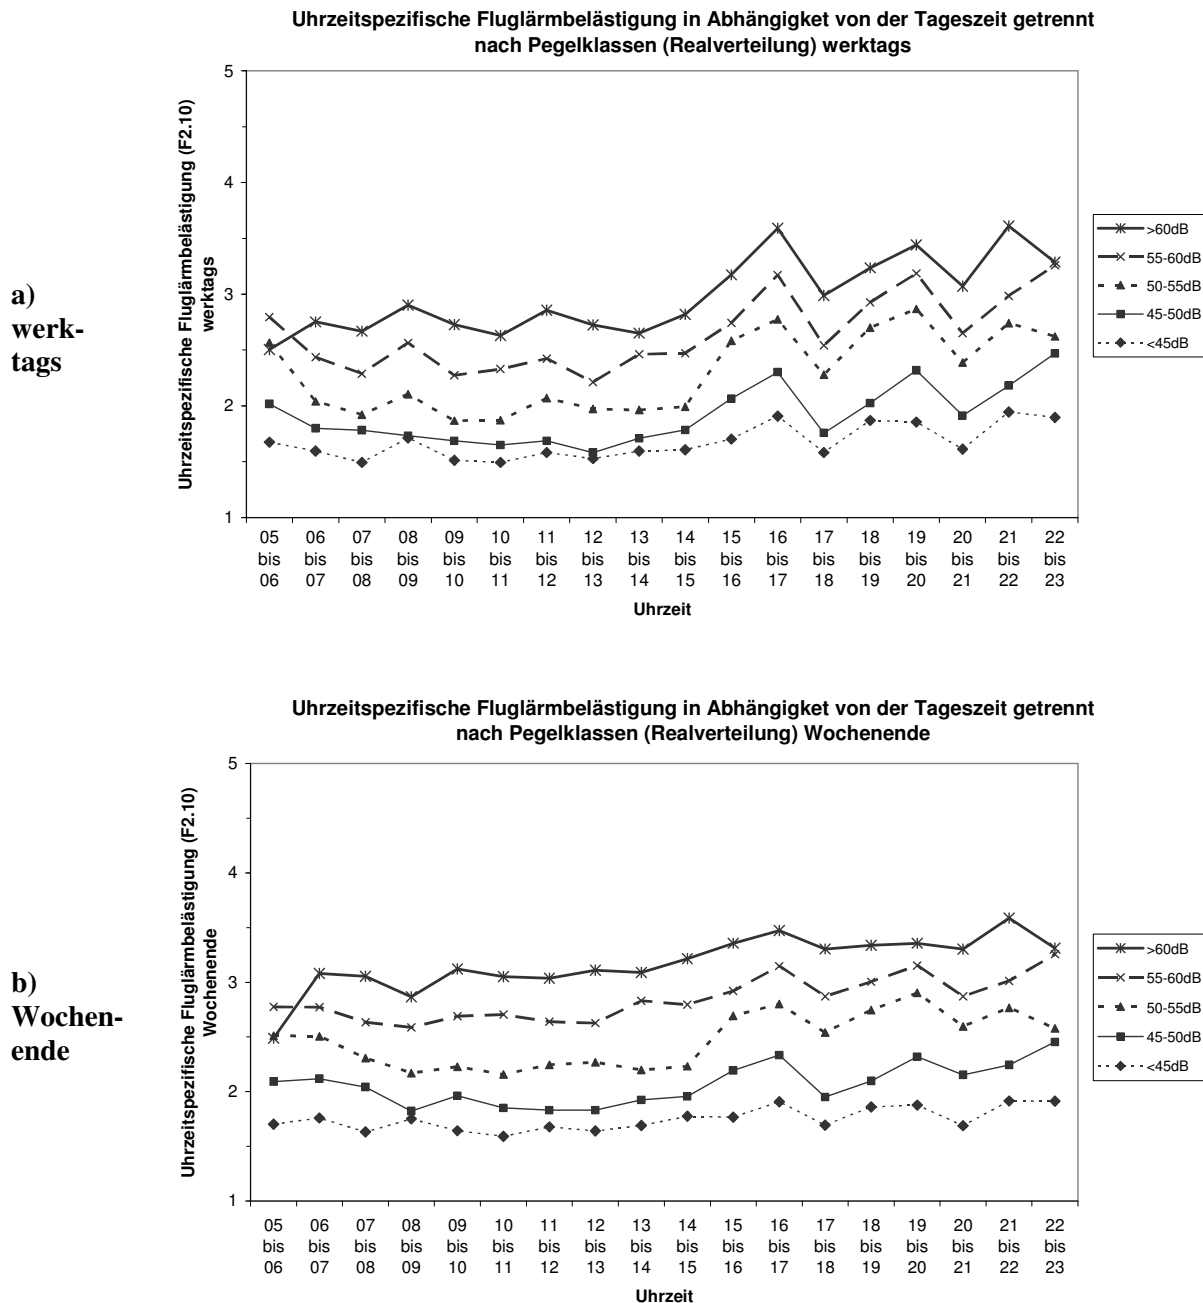 Uhrzeitspezifische Fluglärmbelästigung in Abhängigket von der Tageszeit getrennt
nach Pegelklassen (Realverteilung) werktags
a)
werk-
tags
Uhrzeitspezifische Fluglärmbelästigung (F2.10)
werktags
5
4
3
2
1
>60dB
55-60dB
50-55dB
45-50dB
<45dB
05 06 07 08 09 10 11 12 13 14 15 16 17 18 19 20 21 22
bis bis bis bis bis bis bis bis bis bis bis bis bis bis bis bis bis bis
06 07 08 09 10 11 12 13 14 15 16 17 18 19 20 21 22 23
Uhrzeit
Uhrzeitspezifische Fluglärmbelästigung in Abhängigket von der Tageszeit getrennt
nach Pegelklassen (Realverteilung) Wochenende
b)
Wochen-
ende
Uhrzeitspezifische Fluglärmbelästigung (F2.10)
Wochenende
5
4
3
2
1
>60dB
55-60dB
50-55dB
45-50dB
<45dB
05 06 07 08 09 10 11 12 13 14 15 16 17 18 19 20 21 22
bis bis bis bis bis bis bis bis bis bis bis bis bis bis bis bis bis bis
06 07 08 09 10 11 12 13 14 15 16 17 18 19 20 21 22 23
Uhrzeit